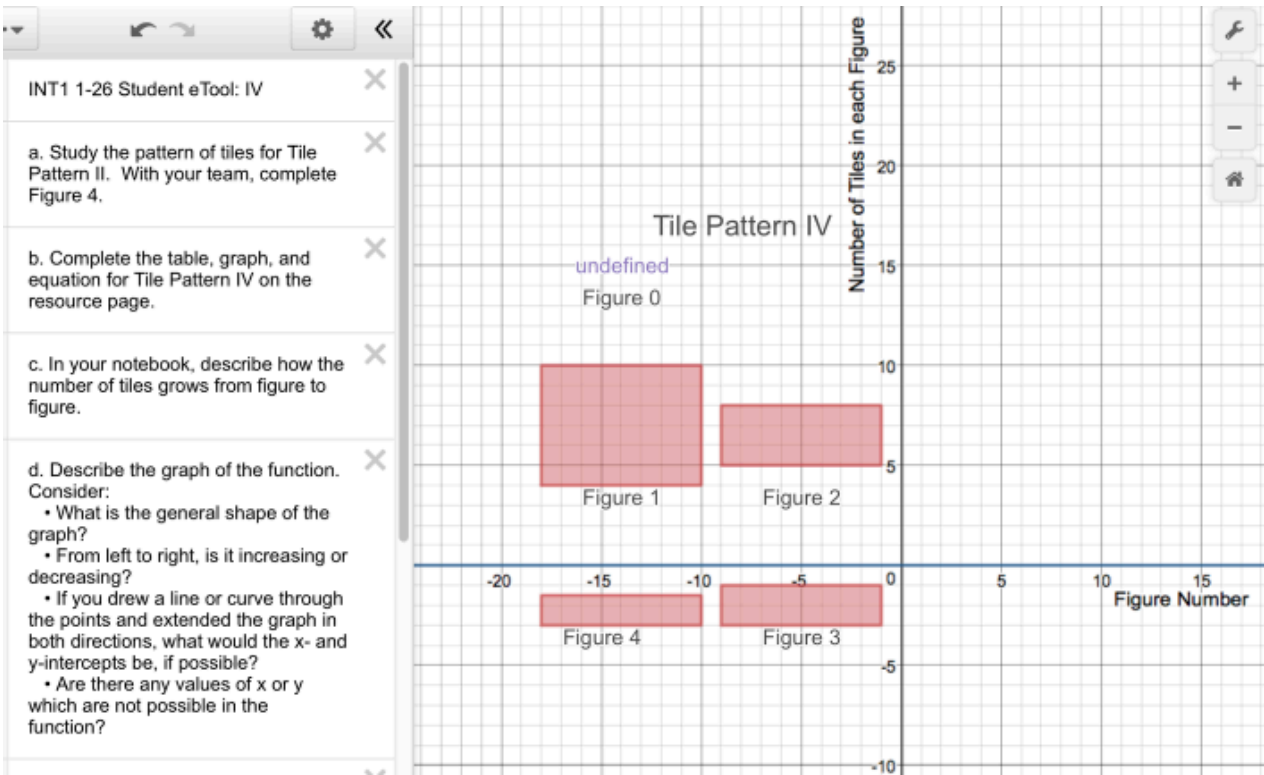 INT1 1-26 Student eTool: IV
a. Study the pattern of tiles for Tile
Pattern II.  With your team, complete
Figure 4.
b. Complete the table, graph, and
equation for Tile Pattern IV on the
resource page.
c. In your notebook, describe how the
number of tiles grows from figure to
figure.
d. Describe the graph of the function.
Consider:
• What is the general shape of the
graph?
• From left to right, is it increasing or
decreasing?
• If you drew a line or curve through
the points and extended the graph in
both directions, what would the x- and
y-intercepts be, if possible?
• Are there any values of x or y
which are not possible in the
function?
Number of Tiles in each Figure
25
20
Tile Pattern IV
undefined
15
Figure 0
10
5
Figure 1
Figure 2
-20
-15
-10
-5
0
5
10
15
Figure Number
Figure 4
Figure 3
-5
-10